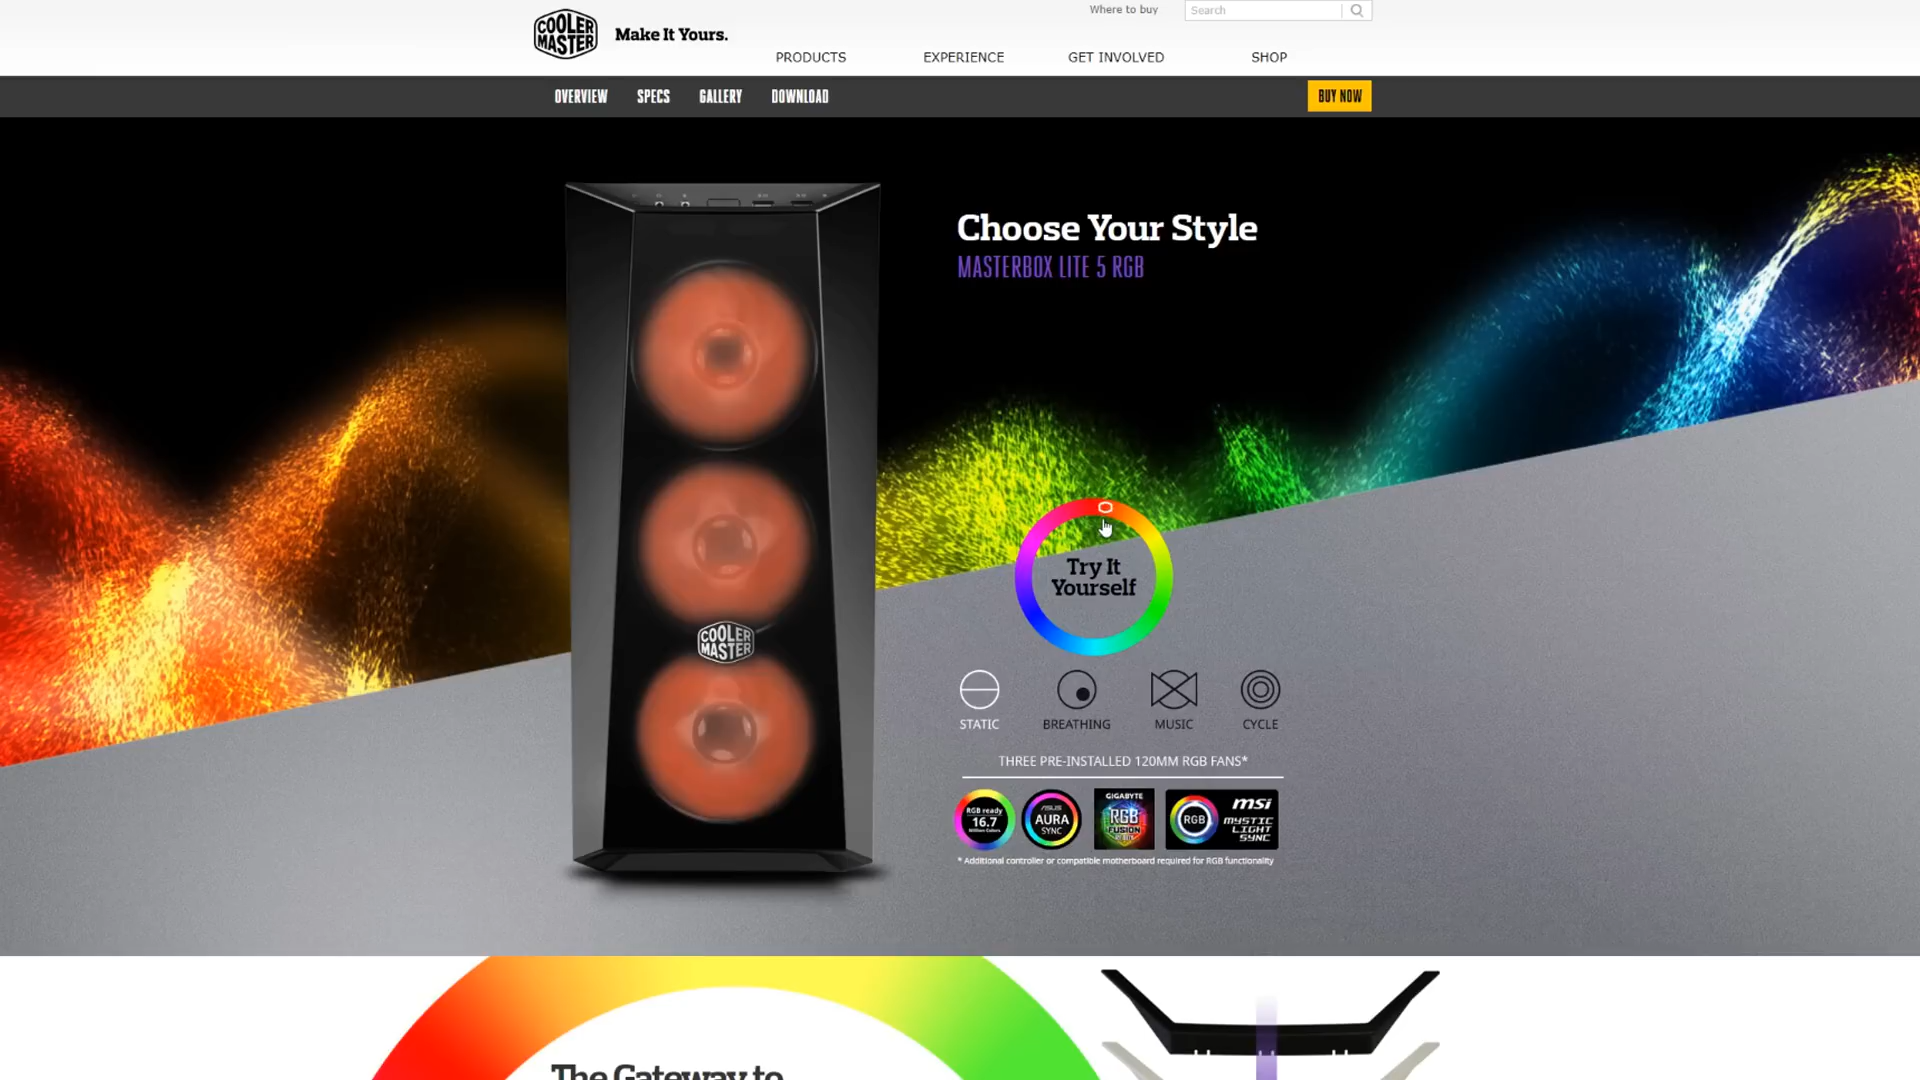 COOLER
MASTER
Make It Yours.
Where to buy
Search
PRODUCTS
EXPERIENCE
GET INVOLVED
SHOP
OVERVIEW
SPECS
GALLERY
DOWNLOAD
BUY NOW
Choose Your Style
MASTERBOX LITE 5 RGB
COOLER
MASTER
Try It
Yourself
STATIC
BREATHING
MUSIC
CYCLE
THREE PRE-INSTALLED 120MM RGB FANS*
RGB ready
16.7
Million Colors
ASUS
AURA
SYNC
GIGABYTE
RGB
FUSION
RGB
msi
MYSTIC
LIGHT
SYNC
* Additional controller or compatible motherboard required for RGB functionality
The Gateway to